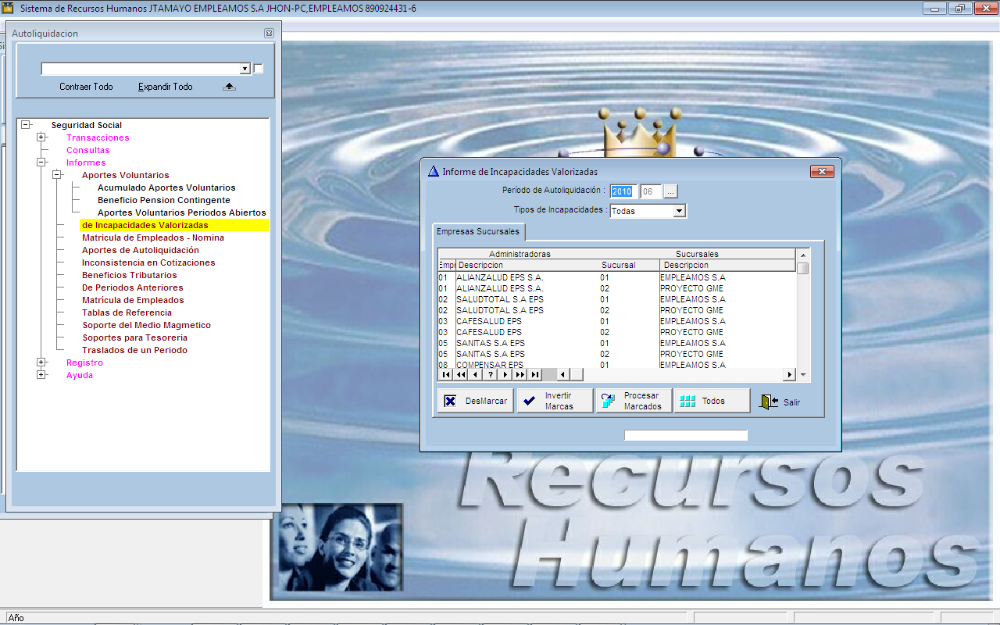 Sistema de Recursos Humanos JTAMAYO EMPLEAMOS S.A JHON-PC,EMPLEAMOS 890924431-6
Autoliquidacion
Contraer Todo Expandir Todo
Seguridad Social
Transacciones
Consultas
Informes
Aportes Voluntarios
Acumulado Aportes Voluntarios
Beneficio Pension Contingente
Aportes Voluntarios Periodos Abiertos
de Incapacidades Valorizadas
Matricula de Empleados - Nomina
Aportes de Autoliquidación
Inconsistencia en Cotizaciones
Beneficios Tributarios
De Periodos Anteriores
Matrícula de Empleados
Tablas de Referencia
Soporte del Medio Magmetico
Soportes para Tesoreria
Traslados de un Periodo
Registro
Ayuda
Informe de Incapacidades Valorizadas
Período de Autoliquidación : 2010 06 ...
Tipos de Incapacidades : Todas
Empresas Sucursales
Administradoras Sucursales
Empr Descripcion Sucursal Descripcion
01 ALIANZALUD EPS S.A. 01 EMPLEAMOS S.A
01 ALIANZALUD EPS S.A. 02 PROYECTO GME
02 SALUDTOTAL S.A EPS 01 EMPLEAMOS S.A
02 SALUDTOTAL S.A EPS 02 PROYECTO GME
03 CAFESALUD EPS 01 EMPLEAMOS S.A
03 CAFESALUD EPS 02 PROYECTO GME
05 SANITAS S.A EPS 01 EMPLEAMOS S.A
05 SANITAS S.A EPS 02 PROYECTO GME
08 COMPENSAR EPS 01 EMPLEAMOS S.A
?
DesMarcar Invertir Marcas Procesar Marcados Todos Salir
Recursos
Humanos
Año